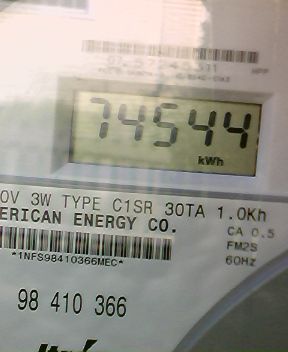 74544
kWh
0V 3W TYPE C1SR 30TA 1.0Kh
ERICAN ENERGY CO.
CA 0.5
FM2S
*1NFS98410366MEC*
60Hz
98 410 366